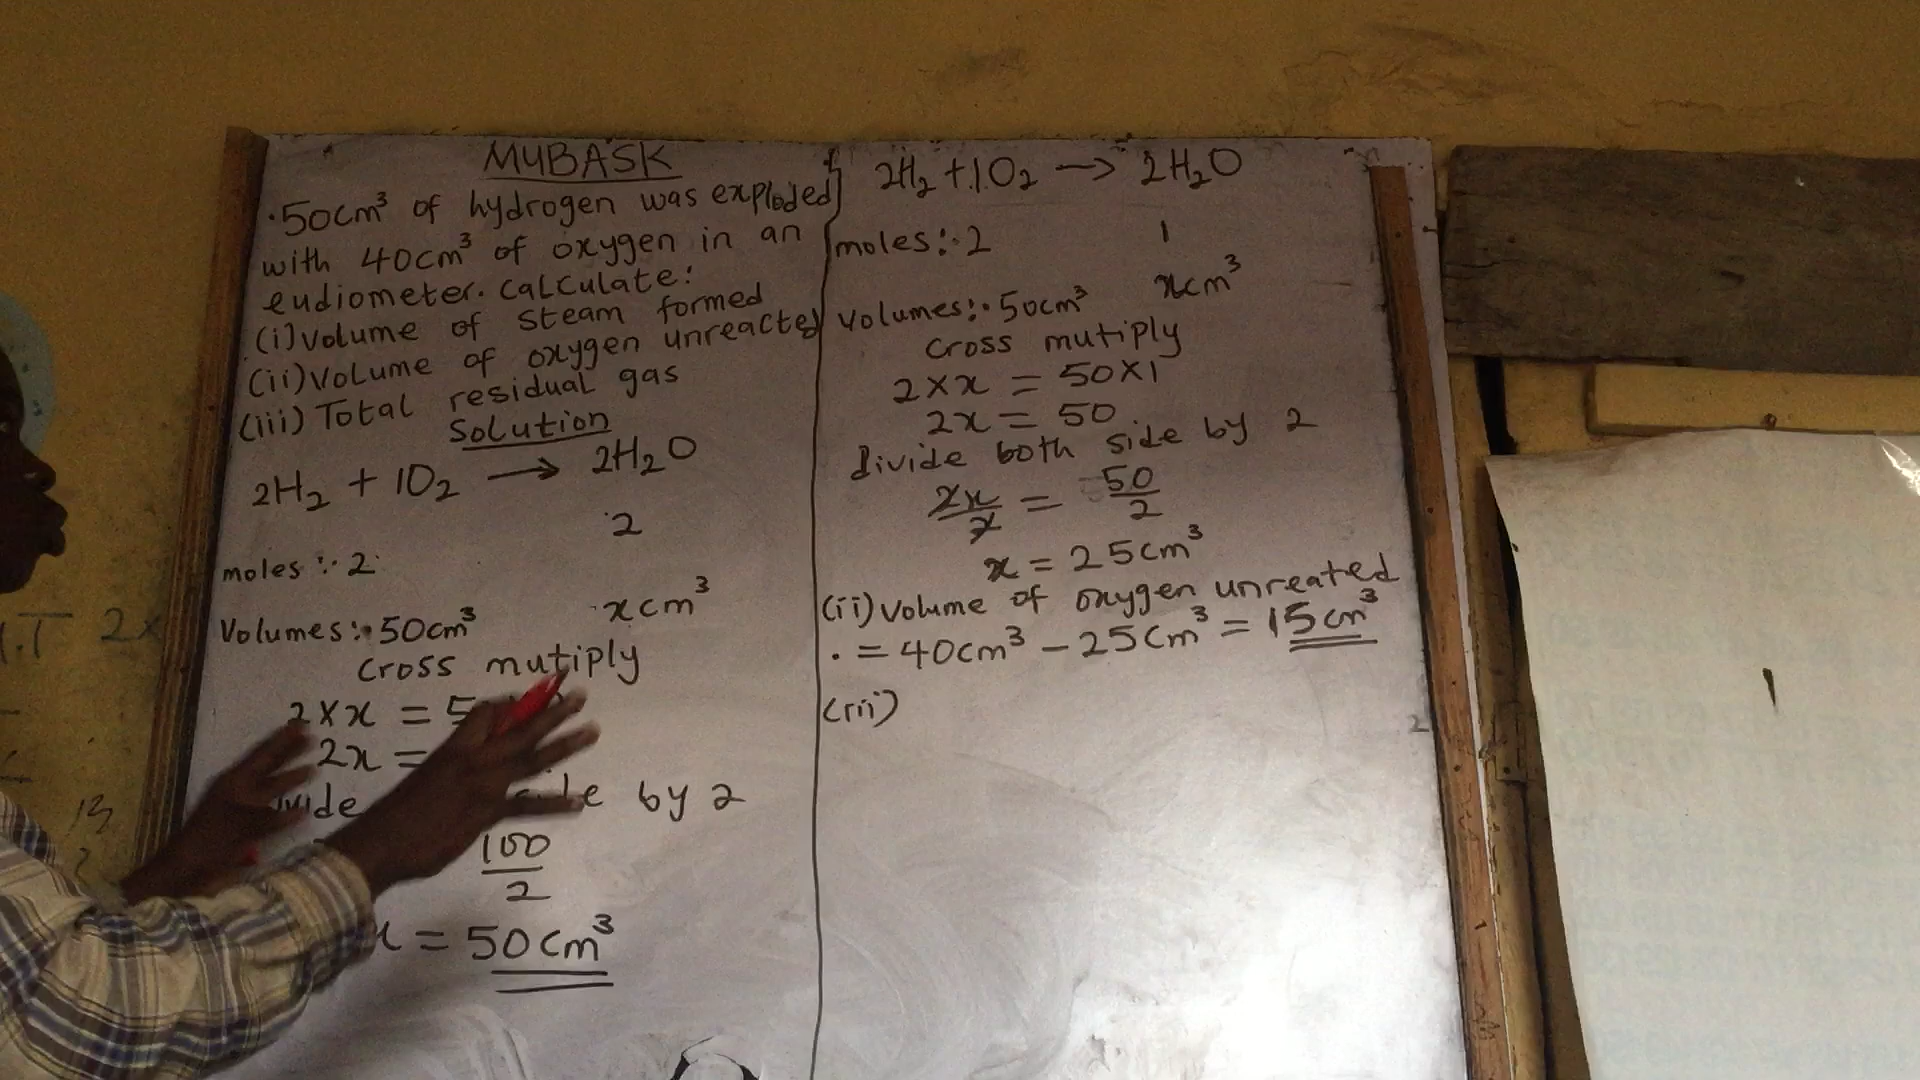 MUBASK
.50cm³ of hydrogen was exploded
with 40cm³ of oxygen in an
eudiometer. Calculate:
(i) Volume of steam formed
(ii) Volume of oxygen unreacted
(iii) Total residual gas
Solution
2H₂ + 1O₂ → 2H₂O
2
moles :. 2
xcm³
Volumes:. 50cm³
Cross mutiply
2 × x = 5
2x =
side by 2
100
2
x = 50cm³
2H₂ + 1O₂ → 2H₂O
moles:. 2 1
Volumes:. 50cm³ xcm³
Cross mutiply
2 × x = 50 × 1
2x = 50
divide both side by 2
2x/2 = 50/2
x = 25cm³
(ii) Volume of oxygen unreated
. = 40cm³ – 25cm³ = 15cm³
(iii)
2x
13